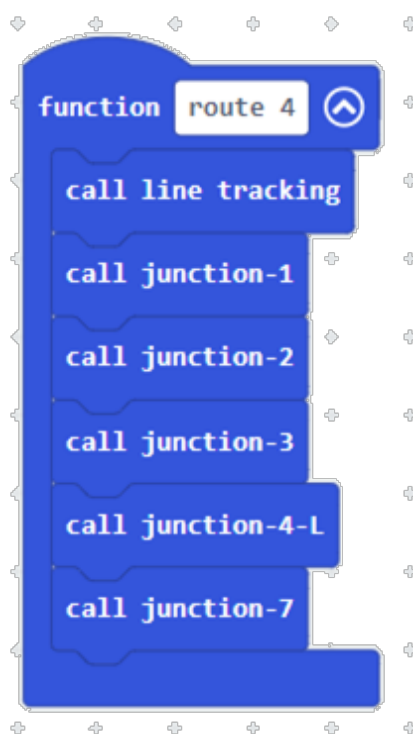 function route 4
call line tracking
call junction-1
call junction-2
call junction-3
call junction-4-L
call junction-7